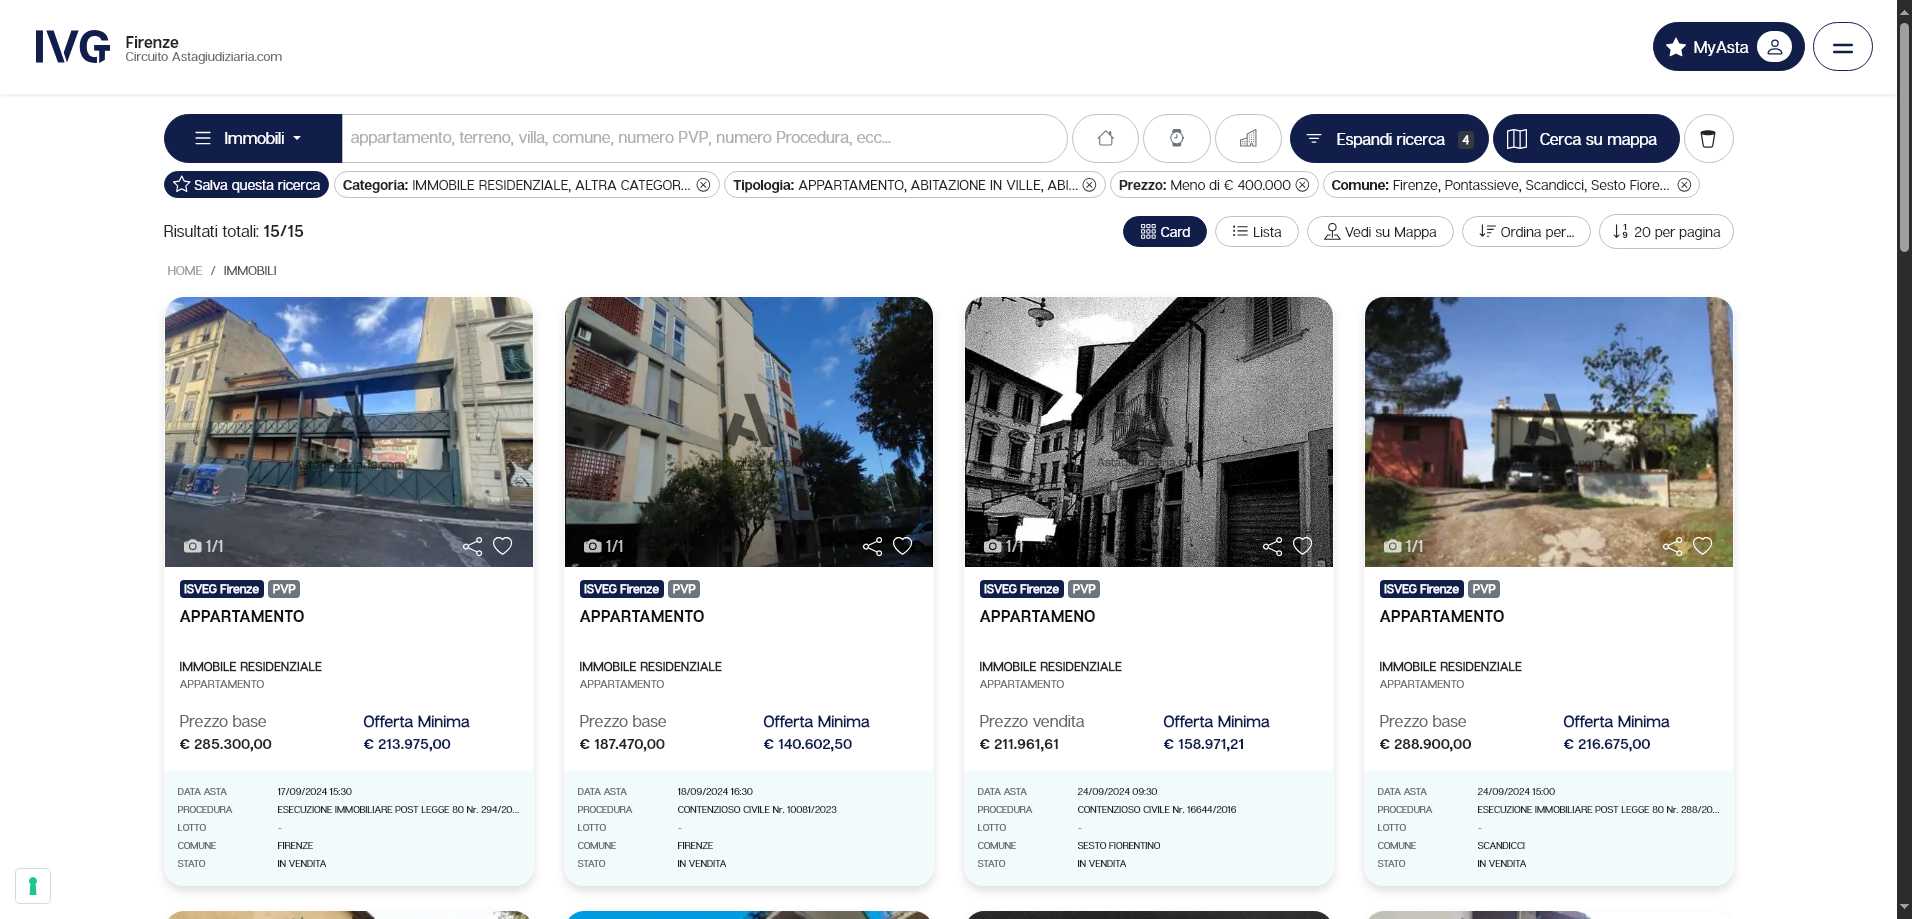 IVG
Firenze
Circuito Astagiudiziaria.com
MyAsta
Immobili
appartamento, terreno, villa, comune, numero PVP, numero Procedura, ecc...
Espandi ricerca 4
Cerca su mappa
Salva questa ricerca
Categoria: IMMOBILE RESIDENZIALE, ALTRA CATEGOR...
Tipologia: APPARTAMENTO, ABITAZIONE IN VILLE, ABI...
Prezzo: Meno di € 400.000
Comune: Firenze, Pontassieve, Scandicci, Sesto Fiore...
Risultati totali: 15/15
Card
Lista
Vedi su Mappa
Ordina per...
20 per pagina
HOME / IMMOBILI
1/1
ISVEG Firenze PVP
APPARTAMENTO
IMMOBILE RESIDENZIALE
APPARTAMENTO
Prezzo base Offerta Minima
€ 285.300,00 € 213.975,00
DATA ASTA 17/09/2024 15:30
PROCEDURA ESECUZIONE IMMOBILIARE POST LEGGE 80 Nr. 294/20...
LOTTO -
COMUNE FIRENZE
STATO IN VENDITA
1/1
ISVEG Firenze PVP
APPARTAMENTO
IMMOBILE RESIDENZIALE
APPARTAMENTO
Prezzo base Offerta Minima
€ 187.470,00 € 140.602,50
DATA ASTA 18/09/2024 16:30
PROCEDURA CONTENZIOSO CIVILE Nr. 10081/2023
LOTTO -
COMUNE FIRENZE
STATO IN VENDITA
1/1
ISVEG Firenze PVP
APPARTAMENO
IMMOBILE RESIDENZIALE
APPARTAMENTO
Prezzo vendita Offerta Minima
€ 211.961,61 € 158.971,21
DATA ASTA 24/09/2024 09:30
PROCEDURA CONTENZIOSO CIVILE Nr. 16644/2016
LOTTO -
COMUNE SESTO FIORENTINO
STATO IN VENDITA
1/1
ISVEG Firenze PVP
APPARTAMENTO
IMMOBILE RESIDENZIALE
APPARTAMENTO
Prezzo base Offerta Minima
€ 288.900,00 € 216.675,00
DATA ASTA 24/09/2024 15:00
PROCEDURA ESECUZIONE IMMOBILIARE POST LEGGE 80 Nr. 288/20...
LOTTO -
COMUNE SCANDICCI
STATO IN VENDITA